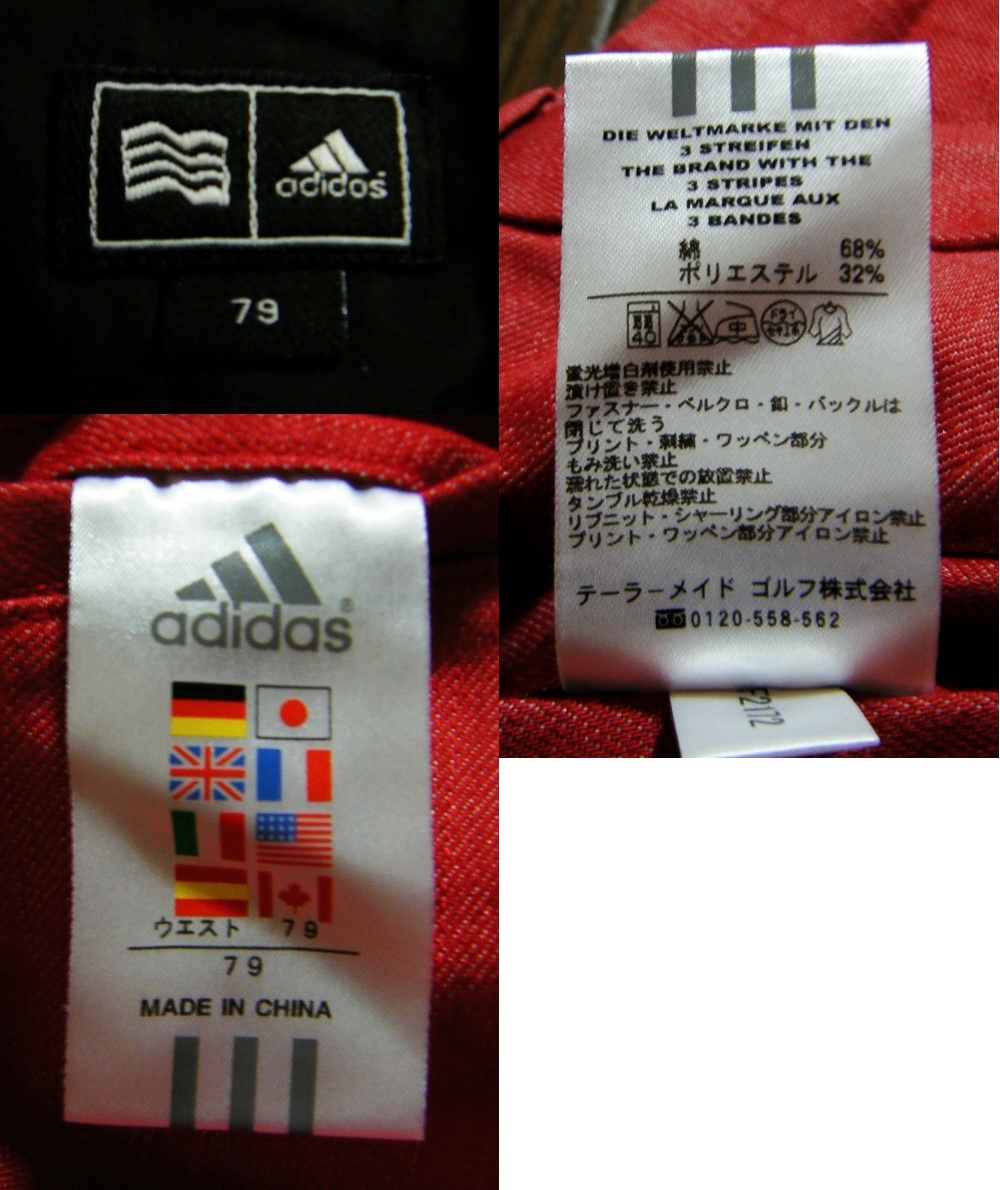 adidas
79
DIE WELTMARKE MIT DEN
3 STREIFEN
THE BRAND WITH THE
3 STRIPES
LA MARQUE AUX
3 BANDES
綿 68%
ポリエステル 32%
40
中
ドライ
蛍光増白剤使用禁止
漬け置き禁止
ファスナー・ベルクロ・釦・バックルは
閉じて洗う
プリント・刺繍・ワッペン部分
もみ洗い禁止
濡れた状態での放置禁止
タンブル乾燥禁止
リブニット・シャーリング部分アイロン禁止
プリント・ワッペン部分アイロン禁止
テーラーメイド ゴルフ株式会社
0120-558-562
adidas®
ウエスト 79
79
MADE IN CHINA